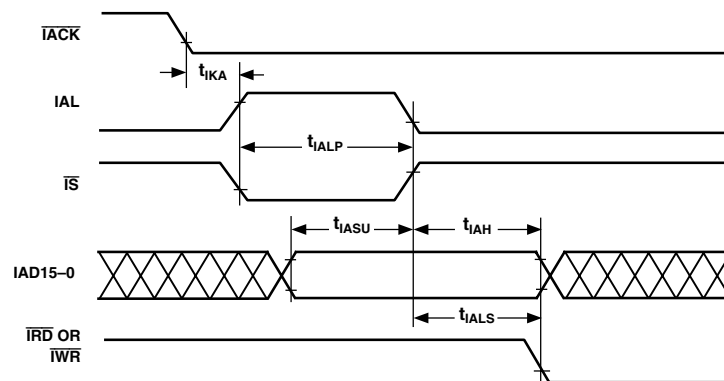 IACK
tIKA
IAL
tIALP
IS
tIASU
tIAH
IAD15–0
tIALS
IRD OR
IWR